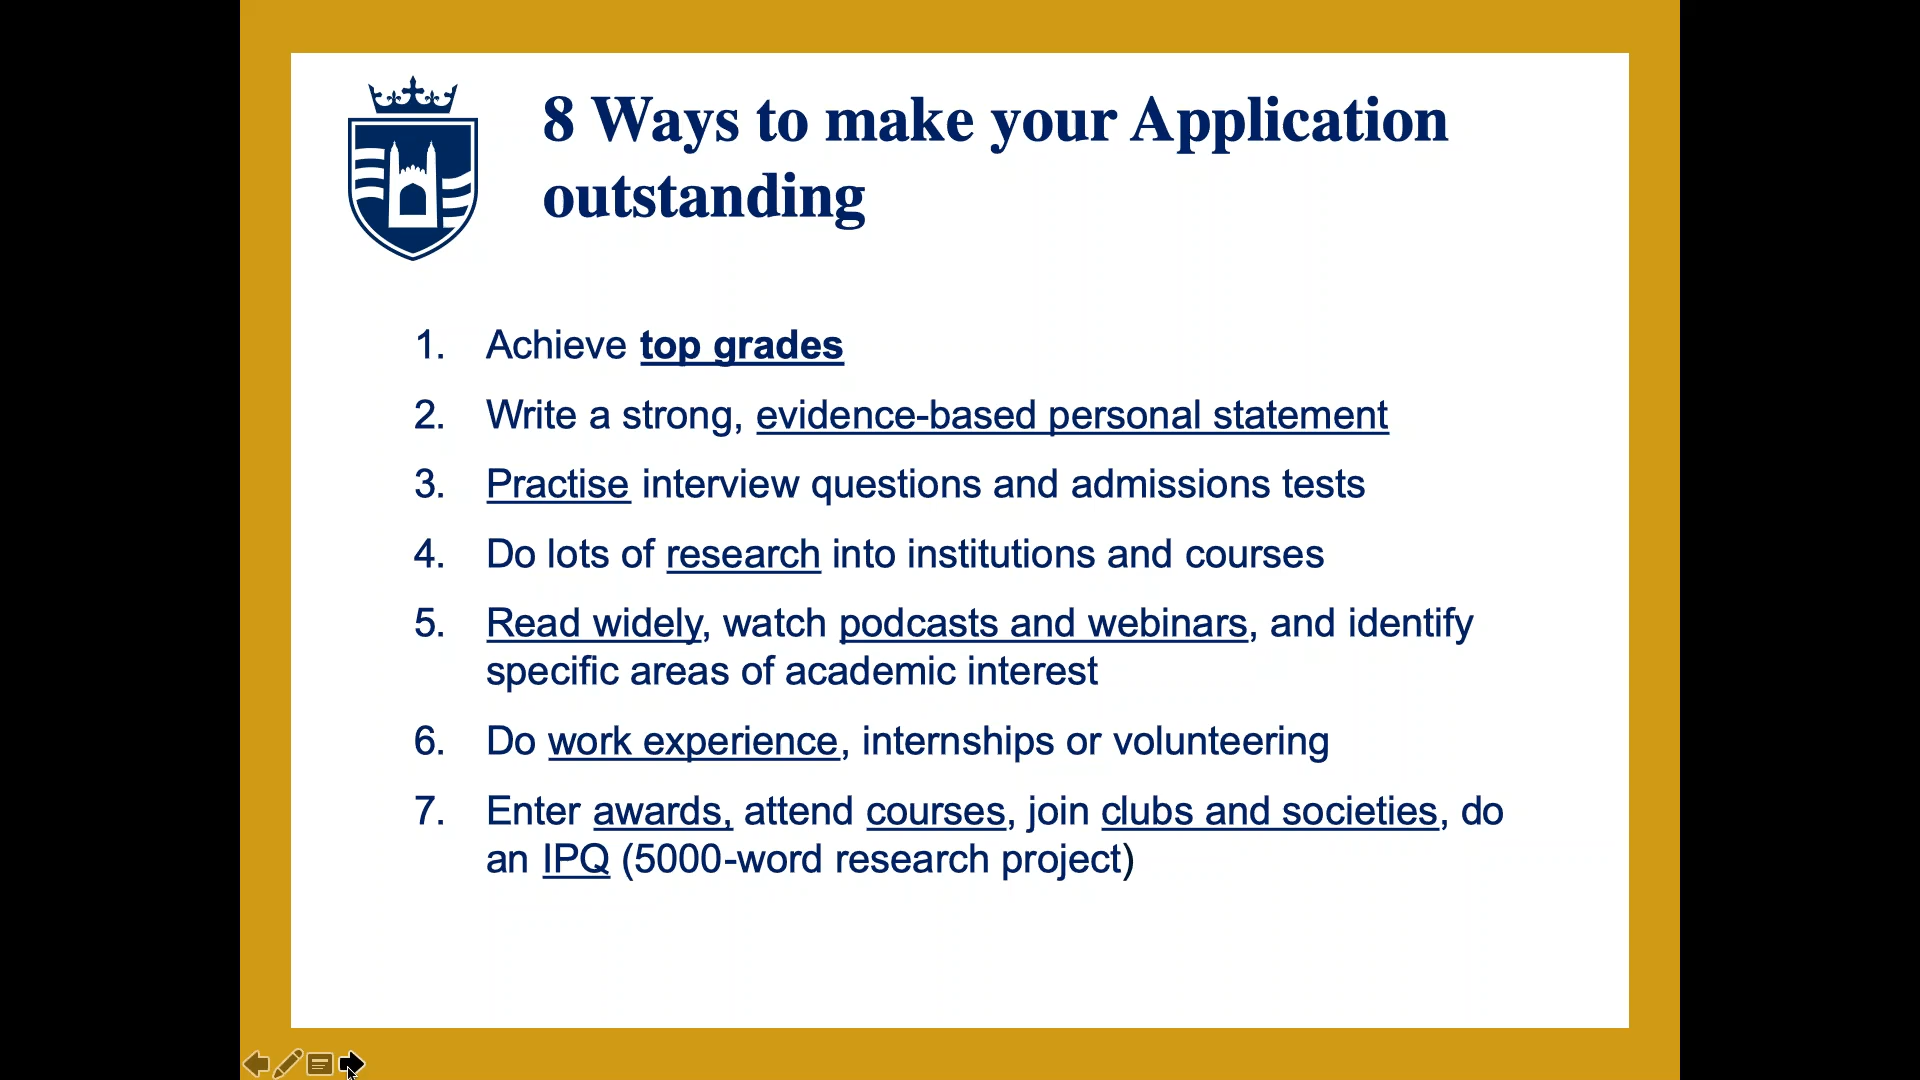 8 Ways to make your Application
outstanding
1. Achieve top grades
2. Write a strong, evidence-based personal statement
3. Practise interview questions and admissions tests
4. Do lots of research into institutions and courses
5. Read widely, watch podcasts and webinars, and identify
specific areas of academic interest
6. Do work experience, internships or volunteering
7. Enter awards, attend courses, join clubs and societies, do
an IPQ (5000-word research project)